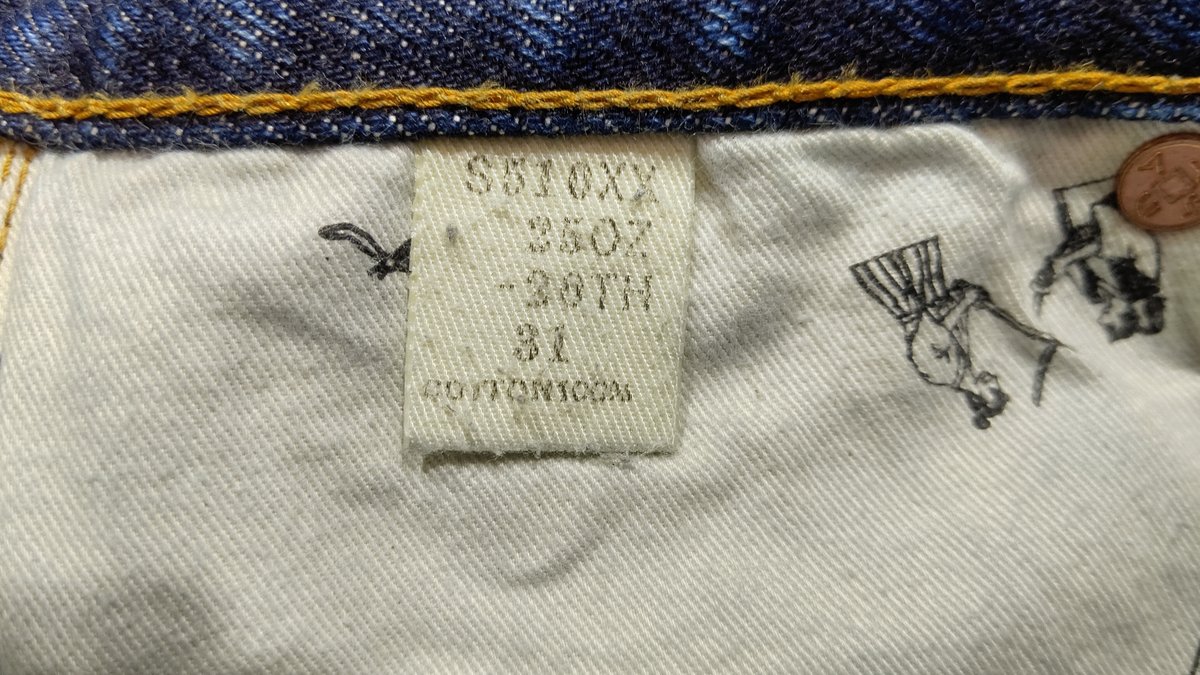 S510XX
25OZ
-20TH
31
COTTON100%